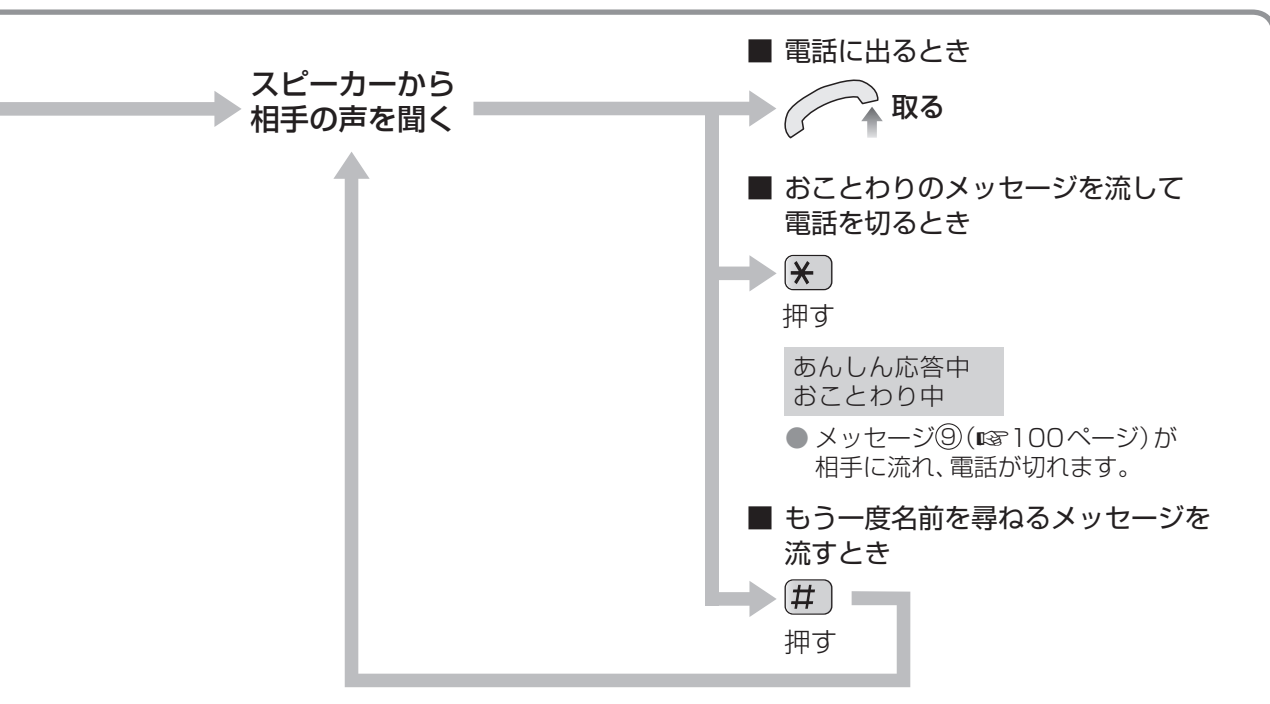 スピーカーから
相手の声を聞く
■ 電話に出るとき
取る
■ おことわりのメッセージを流して
電話を切るとき
＊
押す
あんしん応答中
おことわり中
● メッセージ⑨(☞100ページ)が
相手に流れ、電話が切れます。
■ もう一度名前を尋ねるメッセージを
流すとき
#
押す